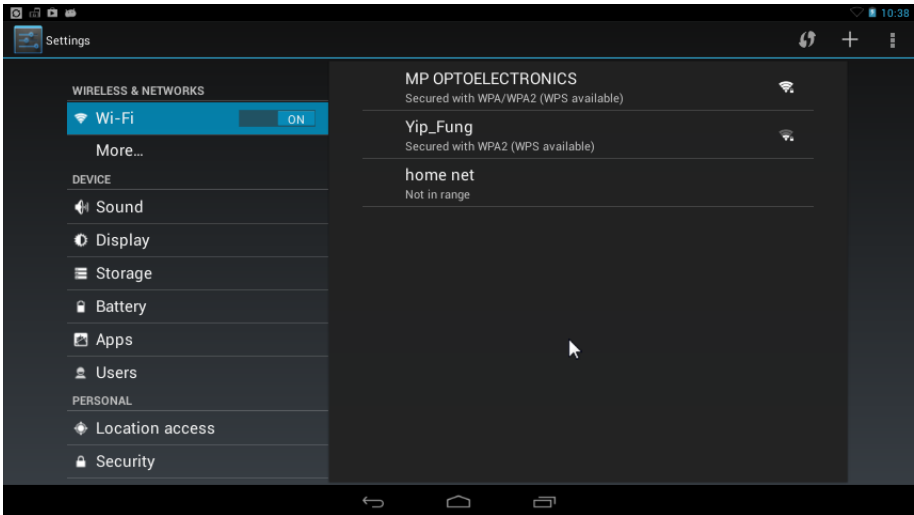 10:38
Settings
WIRELESS & NETWORKS
Wi-Fi
ON
More...
DEVICE
Sound
Display
Storage
Battery
Apps
Users
PERSONAL
Location access
Security
MP OPTOELECTRONICS
Secured with WPA/WPA2 (WPS available)
Yip_Fung
Secured with WPA2 (WPS available)
home net
Not in range